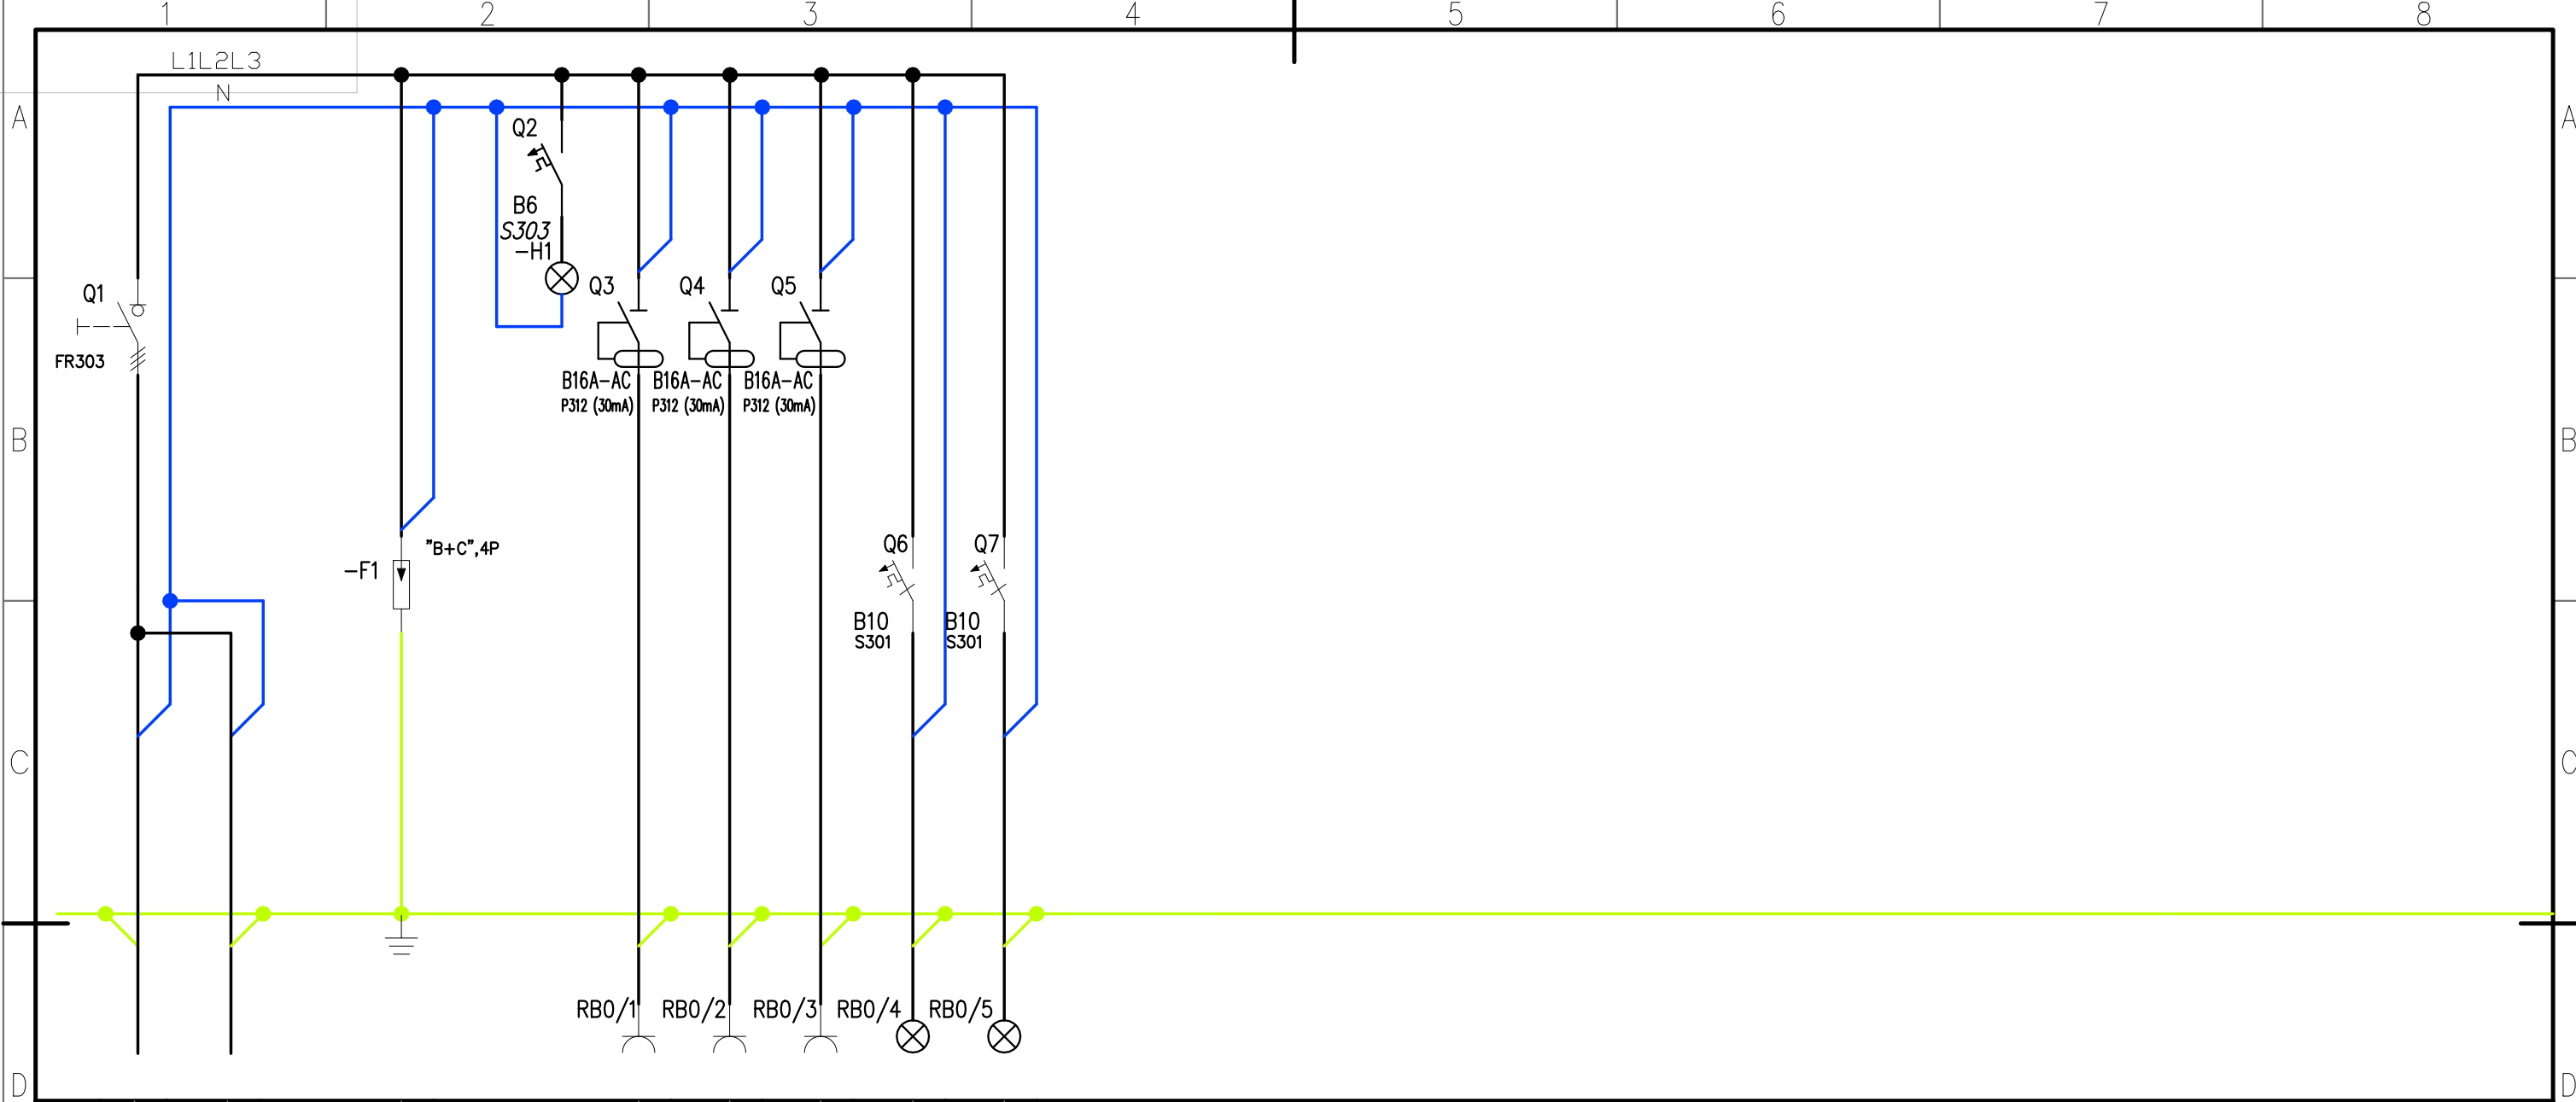 1 2 3 4 5 6 7 8
L1L2L3
N
A A
Q2
B6
S303
-H1
Q1
FR303
Q3 Q4 Q5
B16A-AC B16A-AC B16A-AC
P312 (30mA) P312 (30mA) P312 (30mA)
B B
"B+C",4P
-F1
Q6 Q7
B10 B10
S301 S301
C C
RB0/1 RB0/2 RB0/3 RB0/4 RB0/5
D D